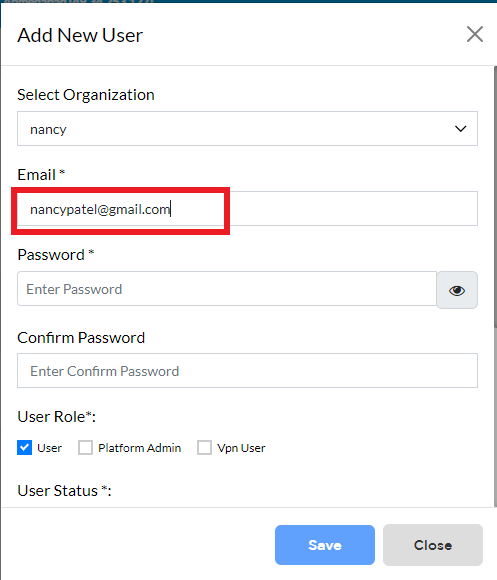 Add New User
Select Organization
nancy
Email *
nancypatel@gmail.com
Password *
Enter Password
Confirm Password
Enter Confirm Password
User Role*:
User Platform Admin Vpn User
User Status *:
Save Close